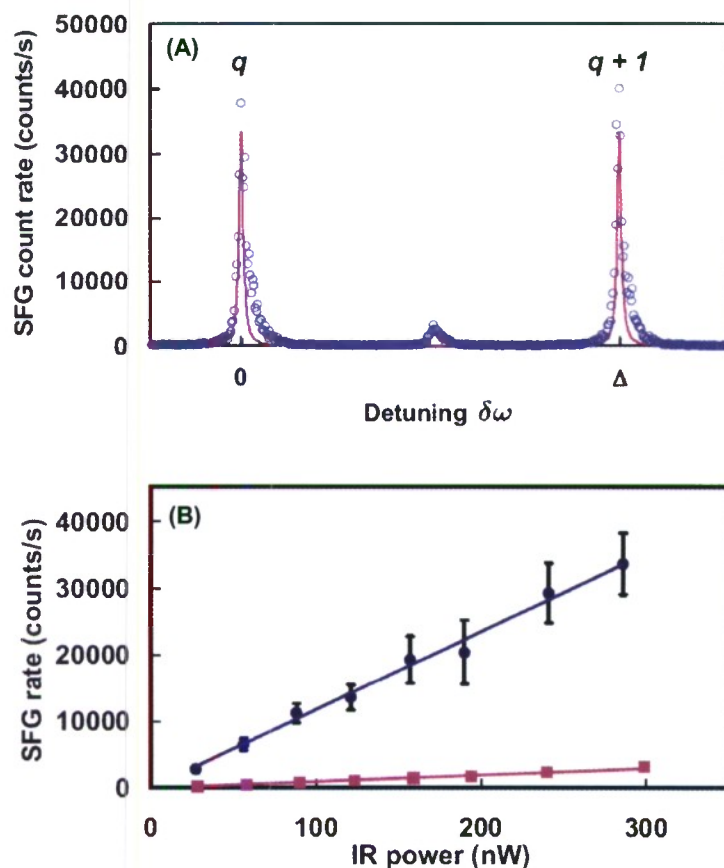 (A)
q
q + 1
SFG count rate (counts/s)
50000
40000
30000
20000
10000
0
0
Δ
Detuning δω
(B)
SFG rate (counts/s)
40000
30000
20000
10000
0
0
100
200
300
IR power (nW)